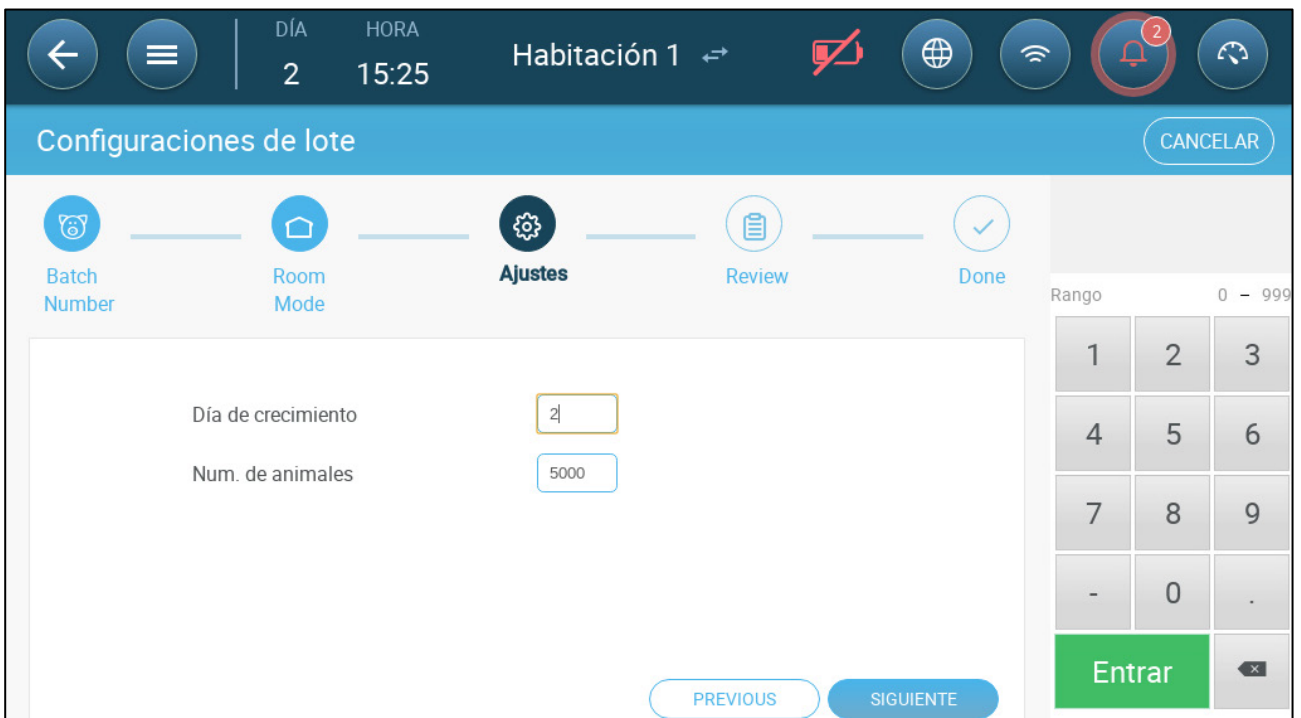 DÍA HORA
2 15:25 Habitación 1 2
Configuraciones de lote CANCELAR
Batch Number
Room Mode
Ajustes
Review
Done
Rango 0 – 999
Día de crecimiento 2
Num. de animales 5000
1 2 3
4 5 6
7 8 9
- 0 .
Entrar
PREVIOUS SIGUIENTE